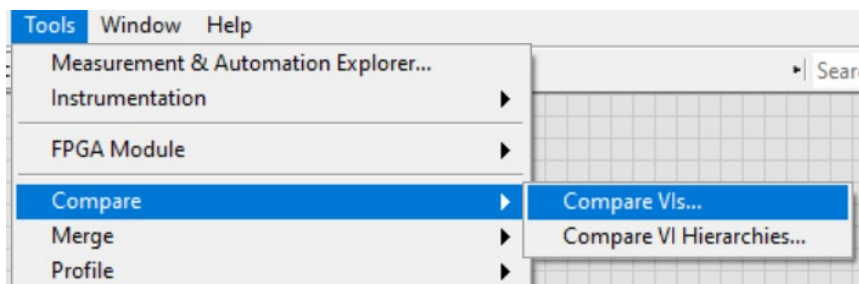 Tools Window Help
Measurement & Automation Explorer...
Instrumentation
FPGA Module
Compare
Compare VIs...
Merge
Compare VI Hierarchies...
Profile